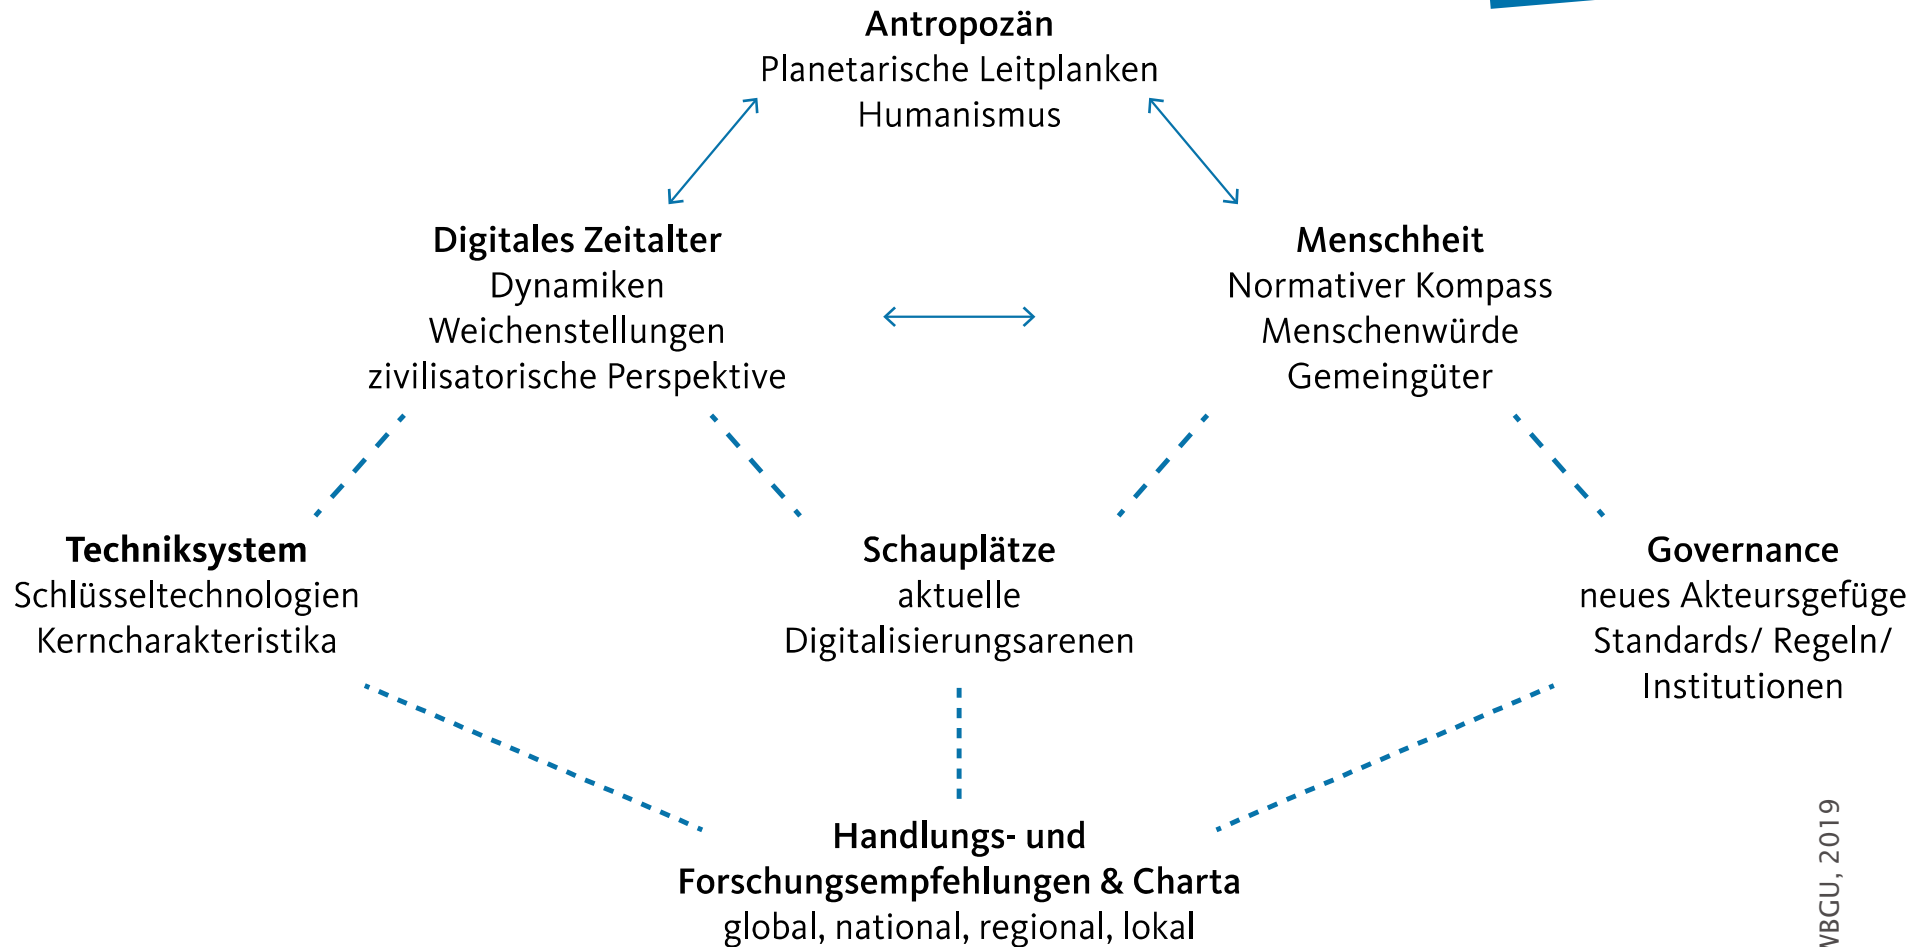 Antropozän
Planetarische Leitplanken
Humanismus
Digitales Zeitalter
Dynamiken
Weichenstellungen
zivilisatorische Perspektive
Menschheit
Normativer Kompass
Menschenwürde
Gemeingüter
Techniksystem
Schlüsseltechnologien
Kerncharakteristika
Schauplätze
aktuelle
Digitalisierungsarenen
Governance
neues Akteursgefüge
Standards/ Regeln/
Institutionen
Handlungs- und
Forschungsempfehlungen & Charta
global, national, regional, lokal
WBGU, 2019